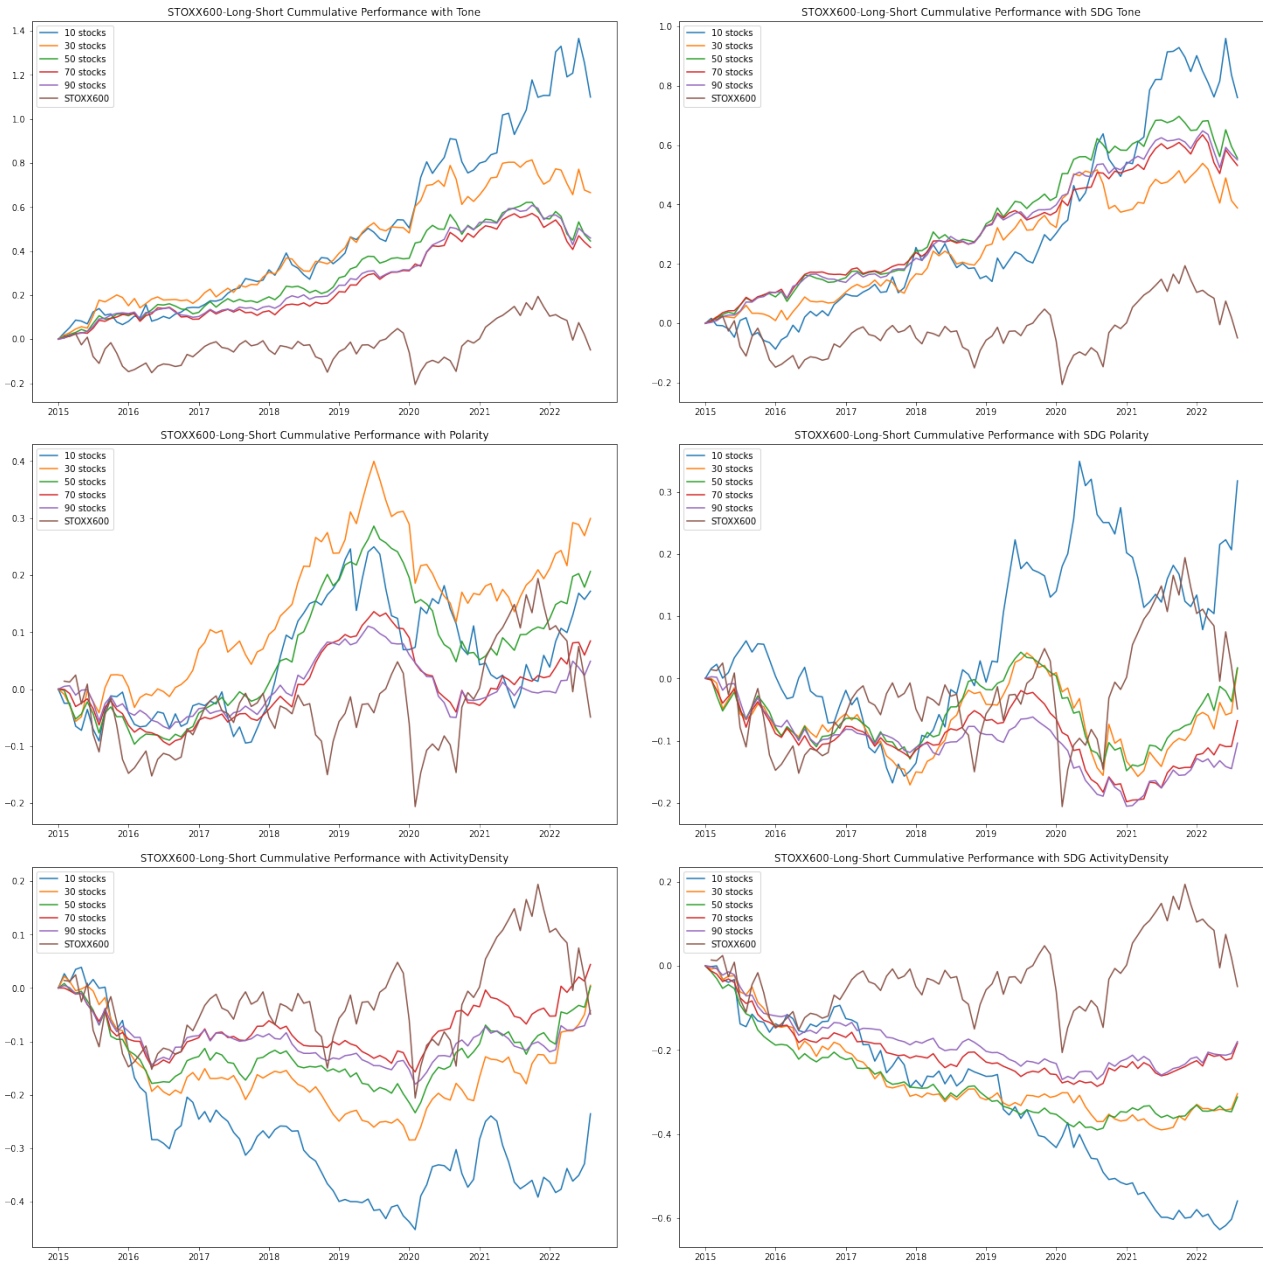 STOXX600-Long-Short Cummulative Performance with Tone
10 stocks
30 stocks
50 stocks
70 stocks
90 stocks
STOXX600
1.4
1.2
1.0
0.8
0.6
0.4
0.2
0.0
−0.2
2015 2016 2017 2018 2019 2020 2021 2022
STOXX600-Long-Short Cummulative Performance with SDG Tone
10 stocks
30 stocks
50 stocks
70 stocks
90 stocks
STOXX600
1.0
0.8
0.6
0.4
0.2
0.0
−0.2
2015 2016 2017 2018 2019 2020 2021 2022
STOXX600-Long-Short Cummulative Performance with Polarity
10 stocks
30 stocks
50 stocks
70 stocks
90 stocks
STOXX600
0.4
0.3
0.2
0.1
0.0
−0.1
−0.2
2015 2016 2017 2018 2019 2020 2021 2022
STOXX600-Long-Short Cummulative Performance with SDG Polarity
10 stocks
30 stocks
50 stocks
70 stocks
90 stocks
STOXX600
0.3
0.2
0.1
0.0
−0.1
−0.2
2015 2016 2017 2018 2019 2020 2021 2022
STOXX600-Long-Short Cummulative Performance with ActivityDensity
10 stocks
30 stocks
50 stocks
70 stocks
90 stocks
STOXX600
0.2
0.1
0.0
−0.1
−0.2
−0.3
−0.4
2015 2016 2017 2018 2019 2020 2021 2022
STOXX600-Long-Short Cummulative Performance with SDG ActivityDensity
10 stocks
30 stocks
50 stocks
70 stocks
90 stocks
STOXX600
0.2
0.0
−0.2
−0.4
−0.6
2015 2016 2017 2018 2019 2020 2021 2022